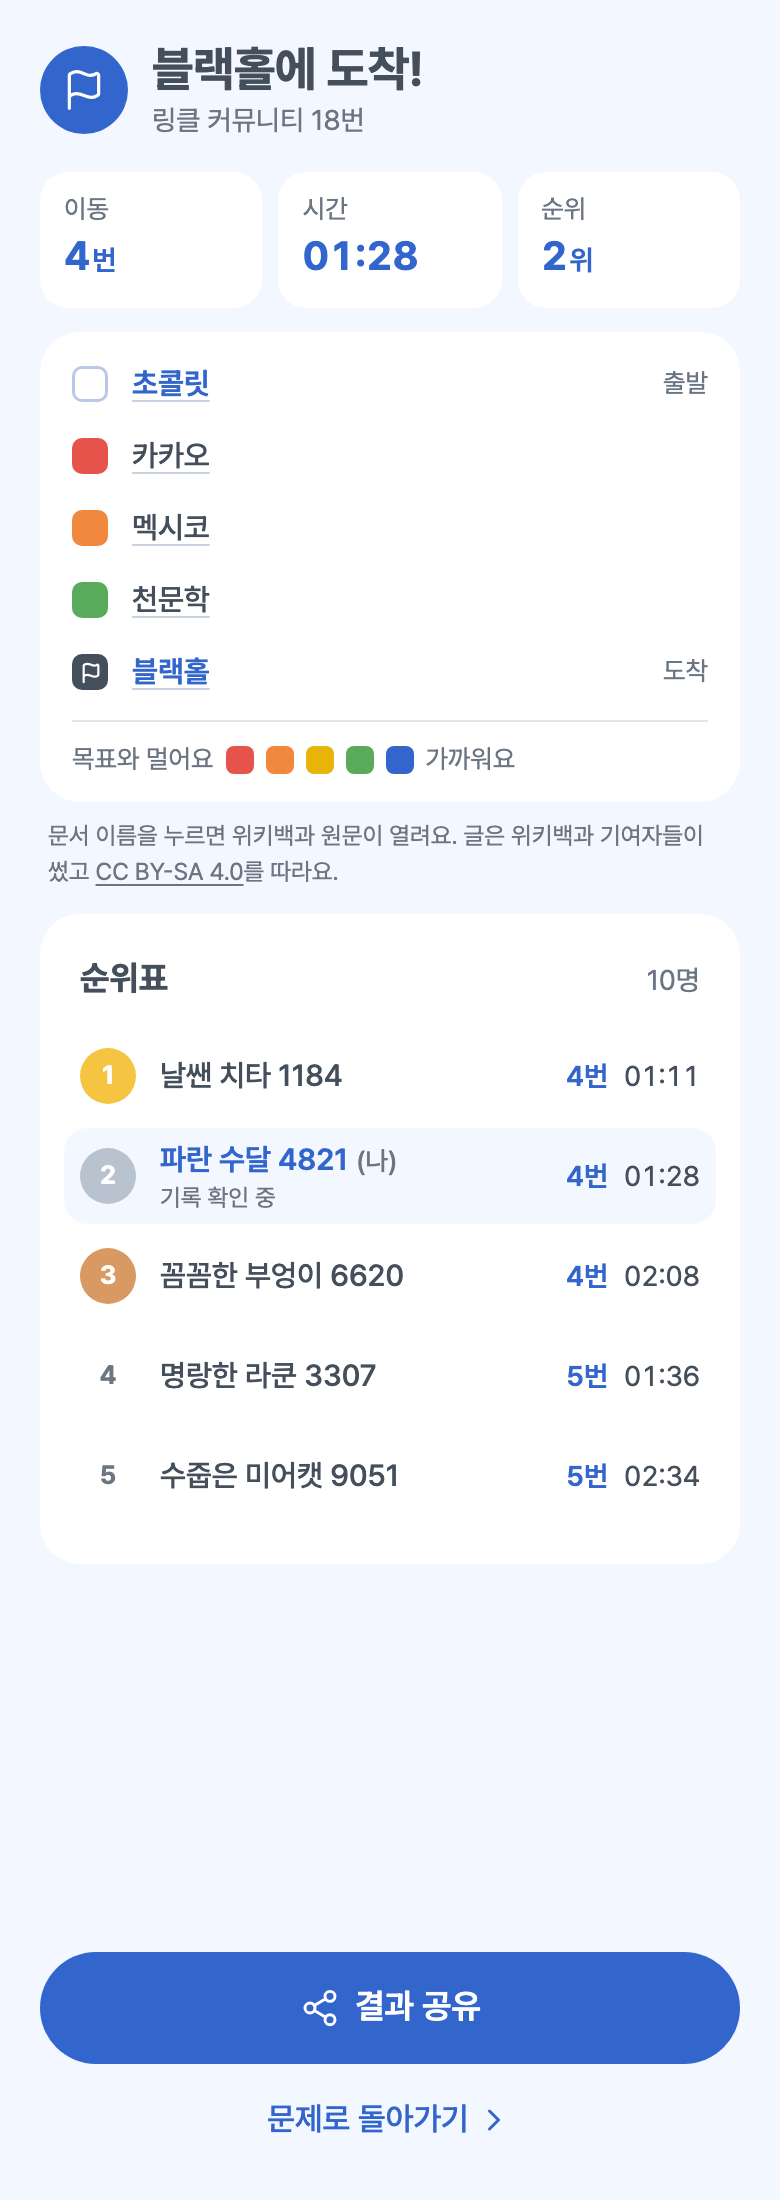 블랙홀에 도착!
링클 커뮤니티 18번
이동
4번
시간
01:28
순위
2위
초콜릿 출발
카카오
멕시코
천문학
블랙홀 도착
목표와 멀어요 가까워요
문서 이름을 누르면 위키백과 원문이 열려요. 글은 위키백과 기여자들이
썼고 CC BY-SA 4.0를 따라요.
순위표 10명
1 날쌘 치타 1184 4번 01:11
2 파란 수달 4821 (나) 4번 01:28
기록 확인 중
3 꼼꼼한 부엉이 6620 4번 02:08
4 명랑한 라쿤 3307 5번 01:36
5 수줍은 미어캣 9051 5번 02:34
결과 공유
문제로 돌아가기